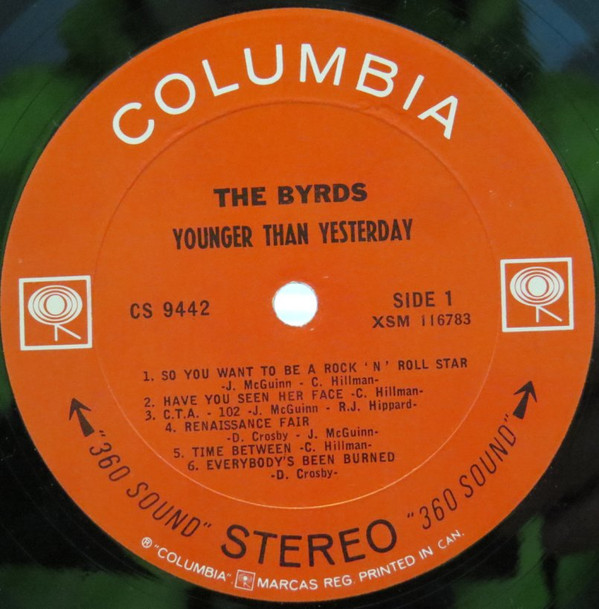 COLUMBIA
THE BYRDS
YOUNGER THAN YESTERDAY
CS 9442
SIDE 1
XSM 116783
1. SO YOU WANT TO BE A ROCK 'N' ROLL STAR
-J. McGuinn - C. Hillman-
2. HAVE YOU SEEN HER FACE -C. Hillman-
3. C.T.A. - 102 -J. McGuinn - R.J. Hippard-
4. RENAISSANCE FAIR
-D. Crosby - J. McGuinn-
5. TIME BETWEEN -C. Hillman-
6. EVERYBODY'S BEEN BURNED
-D. Crosby-
"360 SOUND" STEREO "360 SOUND"
® "COLUMBIA" MARCAS REG. PRINTED IN CAN.